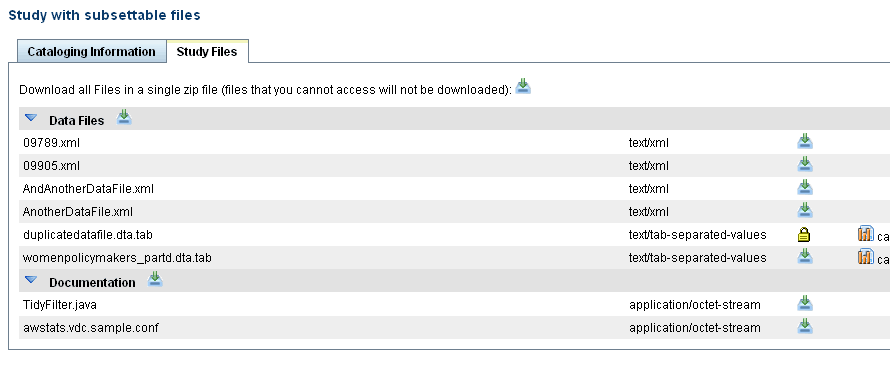 Study with subsettable files
Cataloging Information Study Files
Download all Files in a single zip file (files that you cannot access will not be downloaded):
Data Files
09789.xml text/xml
09905.xml text/xml
AndAnotherDataFile.xml text/xml
AnotherDataFile.xml text/xml
duplicatedatafile.dta.tab text/tab-separated-values ca
womenpolicymakers_partd.dta.tab text/tab-separated-values ca
Documentation
TidyFilter.java application/octet-stream
awstats.vdc.sample.conf application/octet-stream